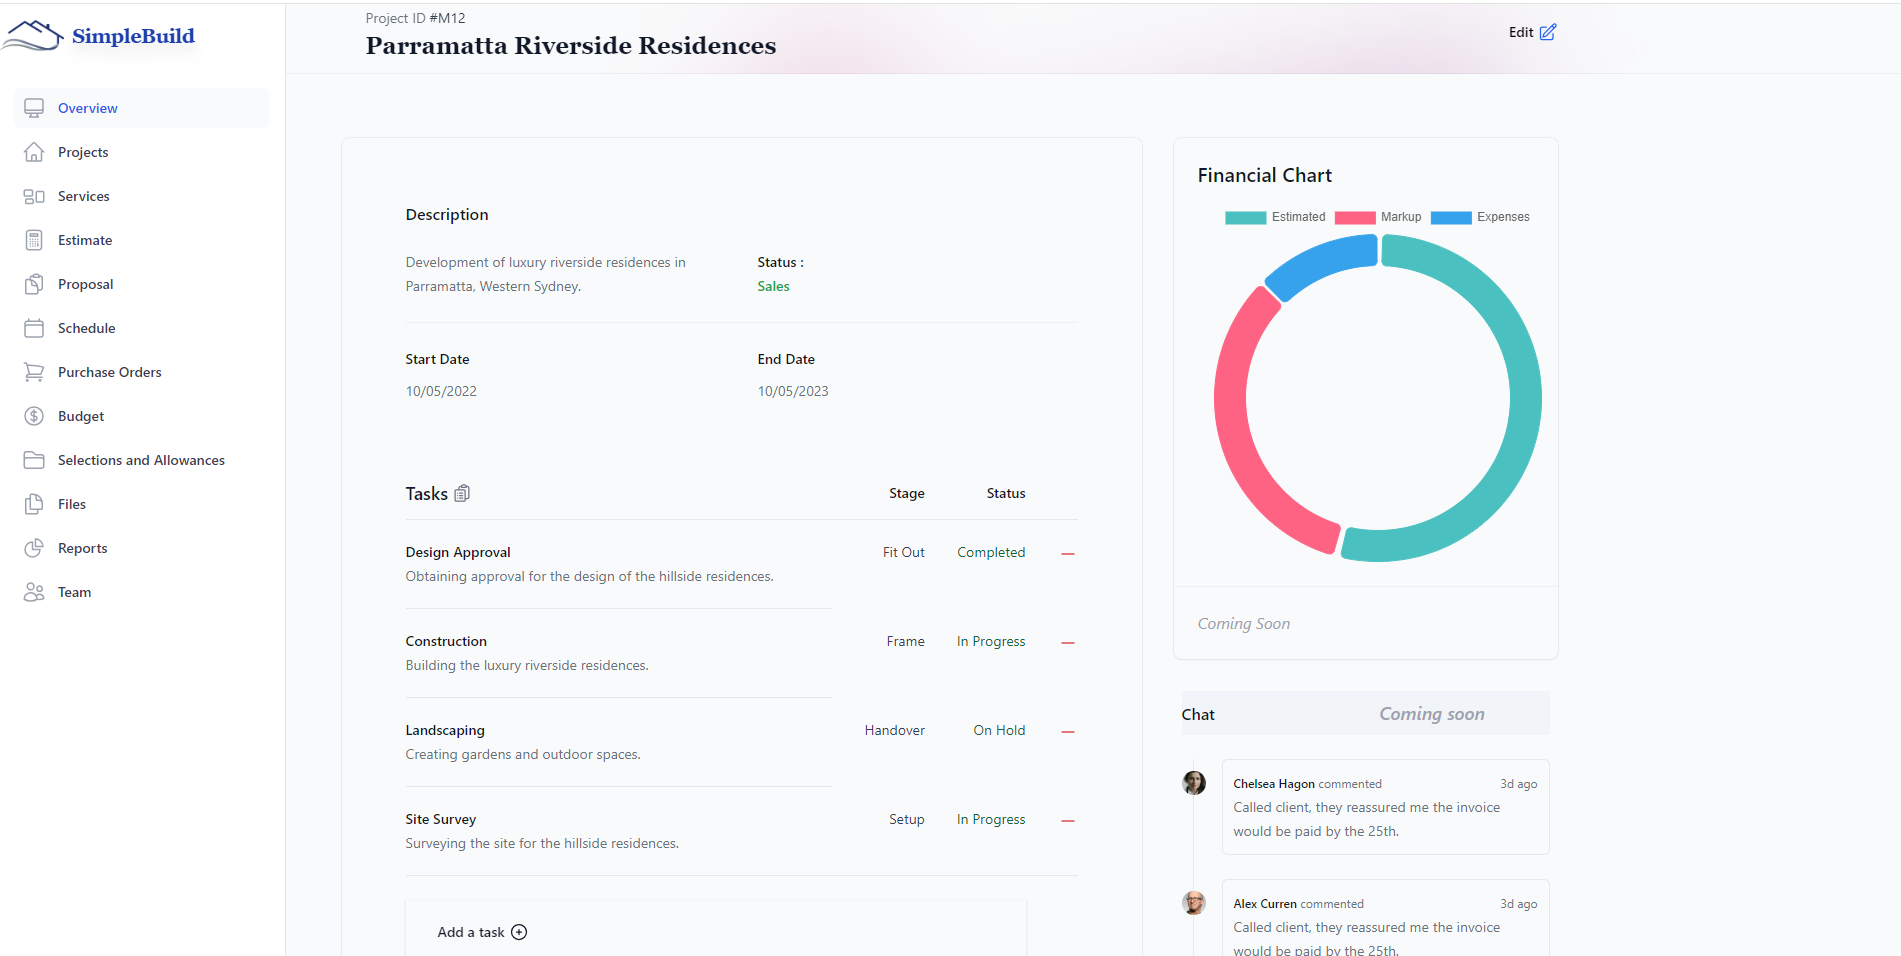 SimpleBuild
Overview
Projects
Services
Estimate
Proposal
Schedule
Purchase Orders
Budget
Selections and Allowances
Files
Reports
Team
Project ID #M12
Parramatta Riverside Residences
Edit
Description
Development of luxury riverside residences in
Parramatta, Western Sydney.
Status :
Sales
Start Date
10/05/2022
End Date
10/05/2023
Tasks Stage Status
Design Approval Fit Out Completed
Obtaining approval for the design of the hillside residences.
Construction Frame In Progress
Building the luxury riverside residences.
Landscaping Handover On Hold
Creating gardens and outdoor spaces.
Site Survey Setup In Progress
Surveying the site for the hillside residences.
Add a task
Financial Chart
Estimated Markup Expenses
Coming Soon
Chat Coming soon
Chelsea Hagon commented 3d ago
Called client, they reassured me the invoice
would be paid by the 25th.
Alex Curren commented 3d ago
Called client, they reassured me the invoice
would be paid by the 25th.